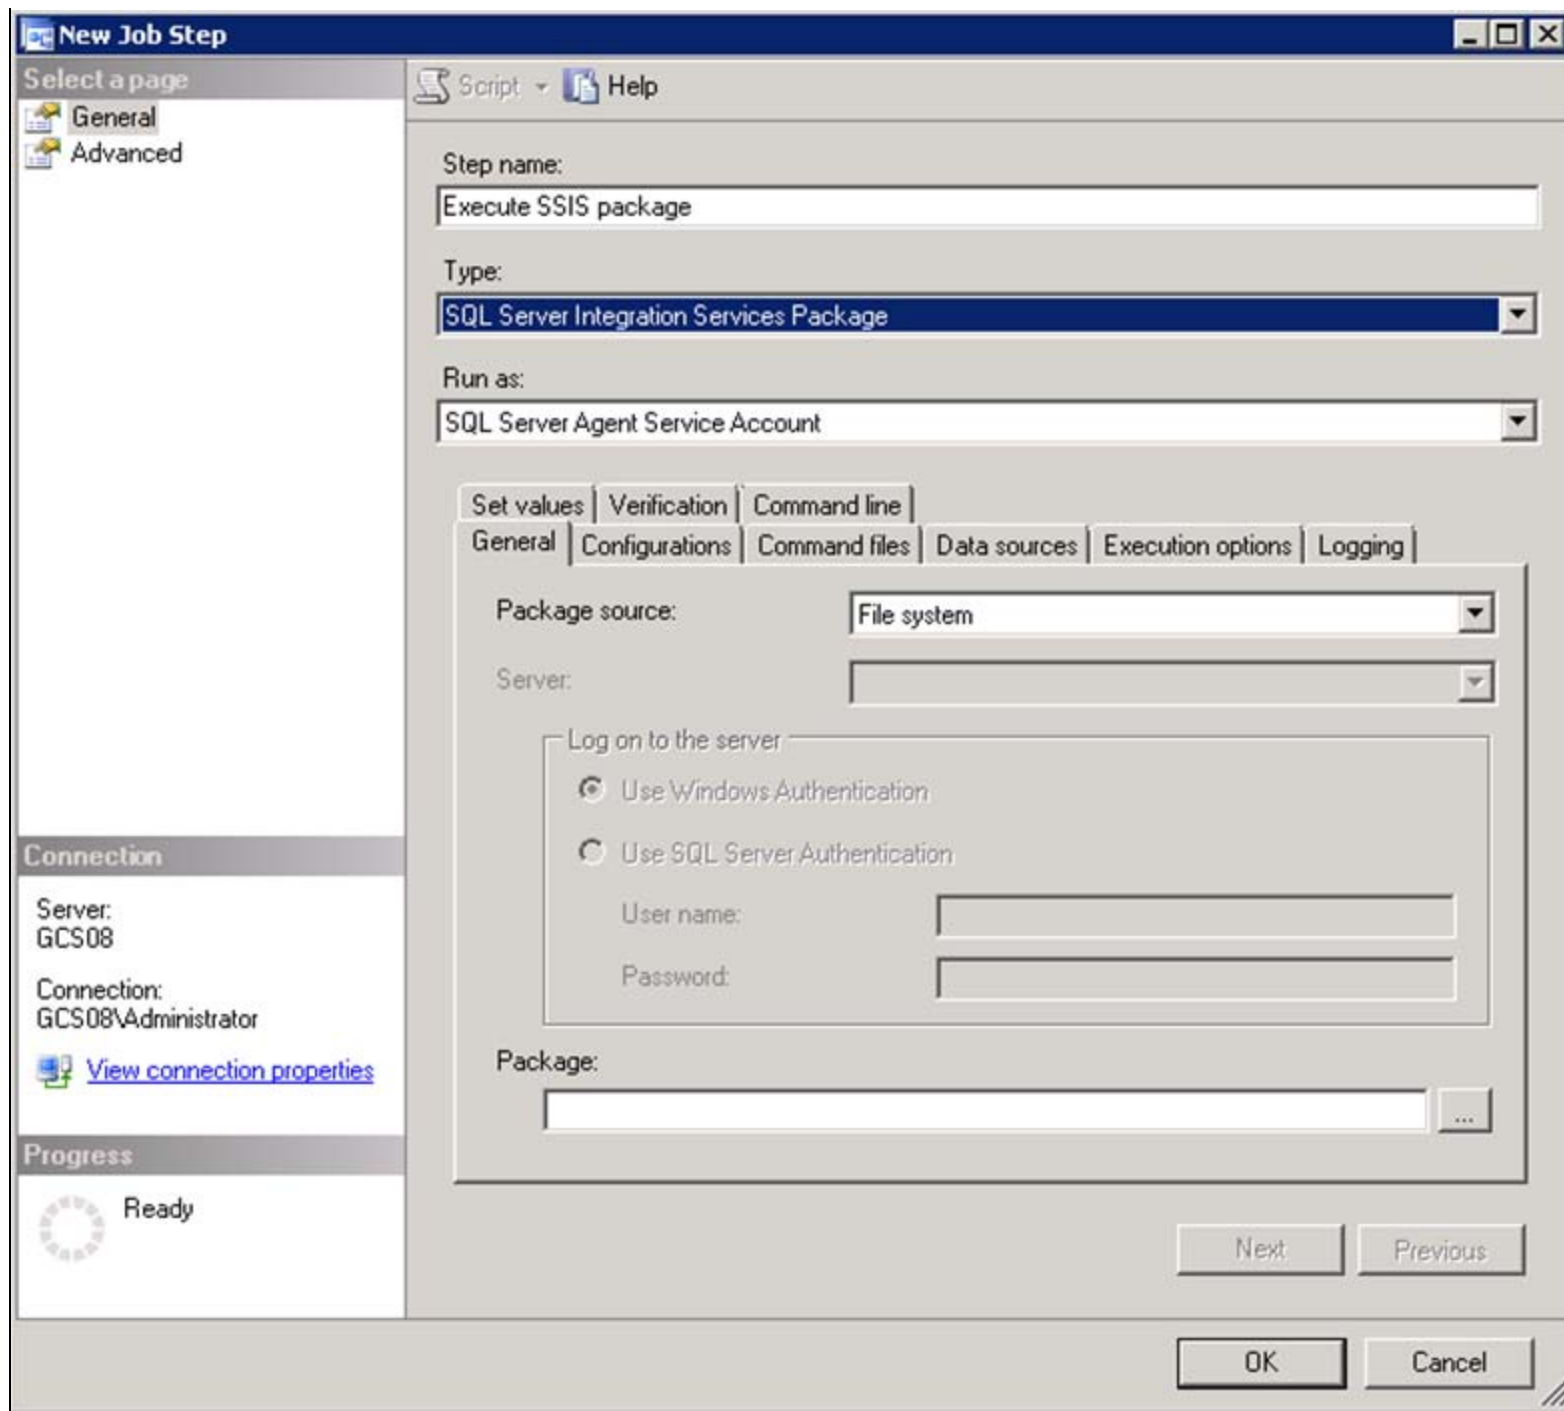 New Job Step
Select a page
General
Advanced
Script
Help
Step name:
Execute SSIS package
Type:
SQL Server Integration Services Package
Run as:
SQL Server Agent Service Account
Set values
Verification
Command line
General
Configurations
Command files
Data sources
Execution options
Logging
Package source:
File system
Server:
Log on to the server
Use Windows Authentication
Use SQL Server Authentication
User name:
Password:
Package:
...
Connection
Server:
GCS08
Connection:
GCS08\Administrator
View connection properties
Progress
Ready
Next
Previous
OK
Cancel